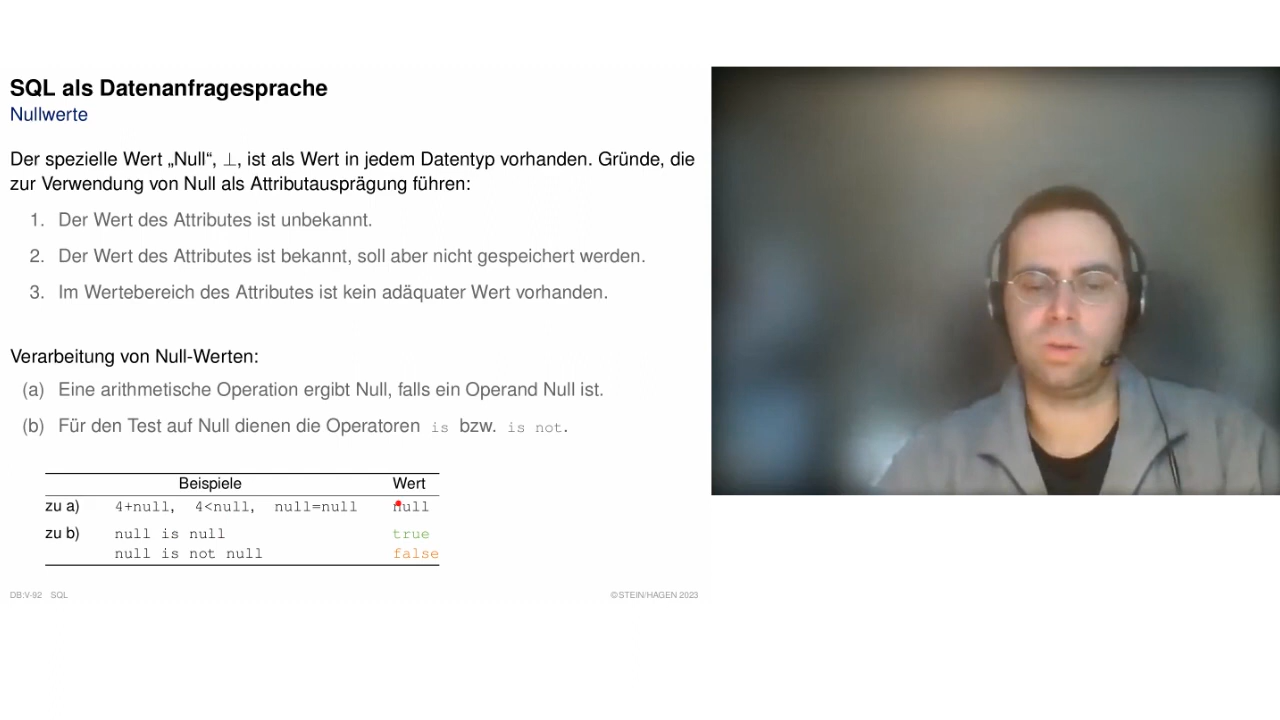 SQL als Datenanfragesprache
Nullwerte
Der spezielle Wert „Null“, ⊥, ist als Wert in jedem Datentyp vorhanden. Gründe, die
zur Verwendung von Null als Attributausprägung führen:
1. Der Wert des Attributes ist unbekannt.
2. Der Wert des Attributes ist bekannt, soll aber nicht gespeichert werden.
3. Im Wertebereich des Attributes ist kein adäquater Wert vorhanden.
Verarbeitung von Null-Werten:
(a) Eine arithmetische Operation ergibt Null, falls ein Operand Null ist.
(b) Für den Test auf Null dienen die Operatoren is bzw. is not.
Beispiele Wert
zu a) 4+null, 4<null, null=null null
zu b) null is null true
null is not null false
DB:V-92 SQL ©STEIN/HAGEN 2023